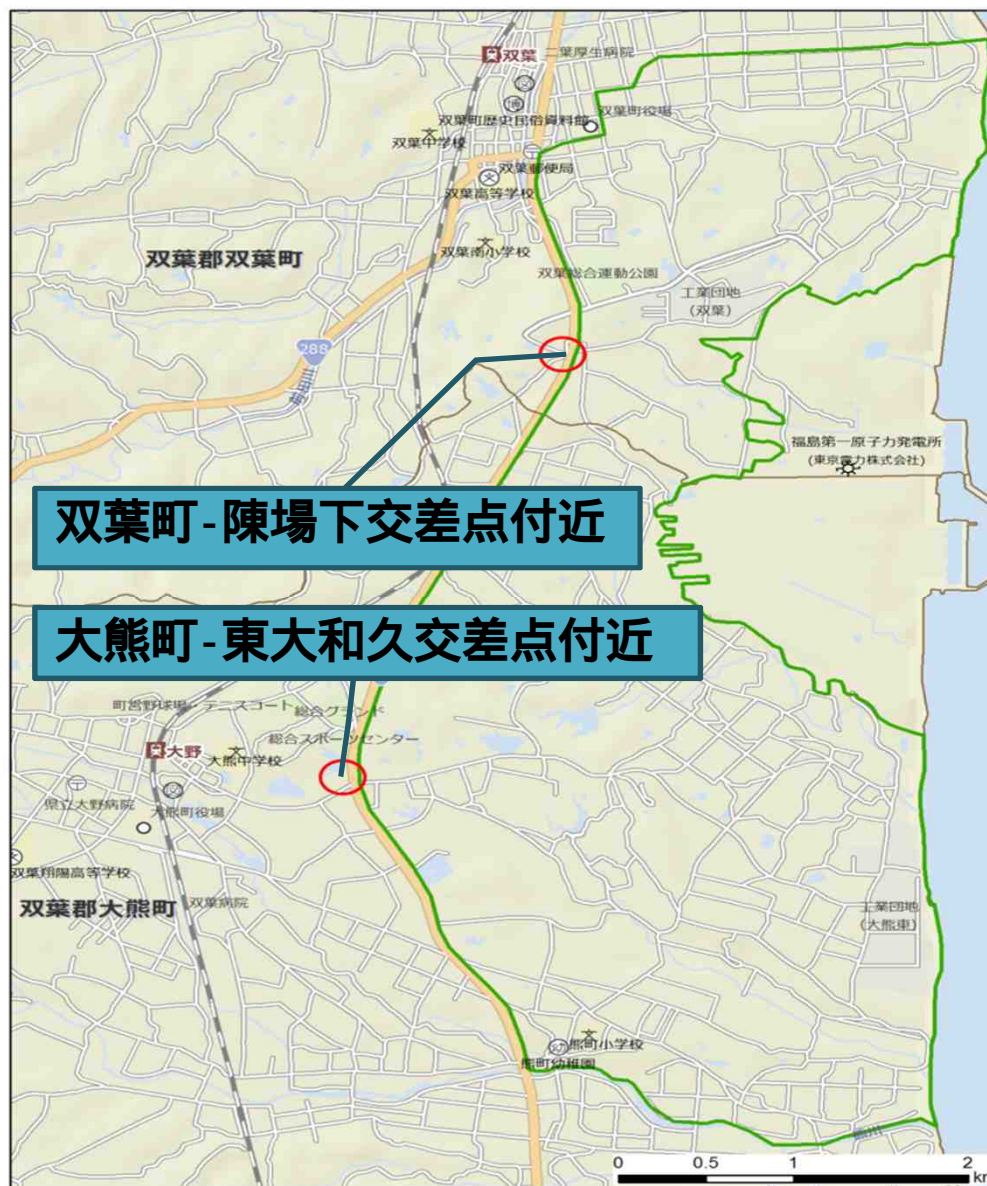 双葉
二葉厚生病院
双葉町役場
双葉町歴史民俗資料館
双葉中学校
双葉郵便局
双葉高等学校
双葉南小学校
双葉郡双葉町
双葉総合運動公園
工業団地
(双葉)
288
福島第一原子力発電所
(東京電力株式会社)
双葉町-陳場下交差点付近
大熊町-東大和久交差点付近
町営野球場・テニスコート
総合グランド
総合スポーツセンター
大野
大熊中学校
県立大野病院
大熊町役場
双葉翔陽高等学校
双葉郡大熊町
双葉病院
工業団地
(大熊東)
熊町小学校
熊町幼稚園
0 0.5 1 2
km